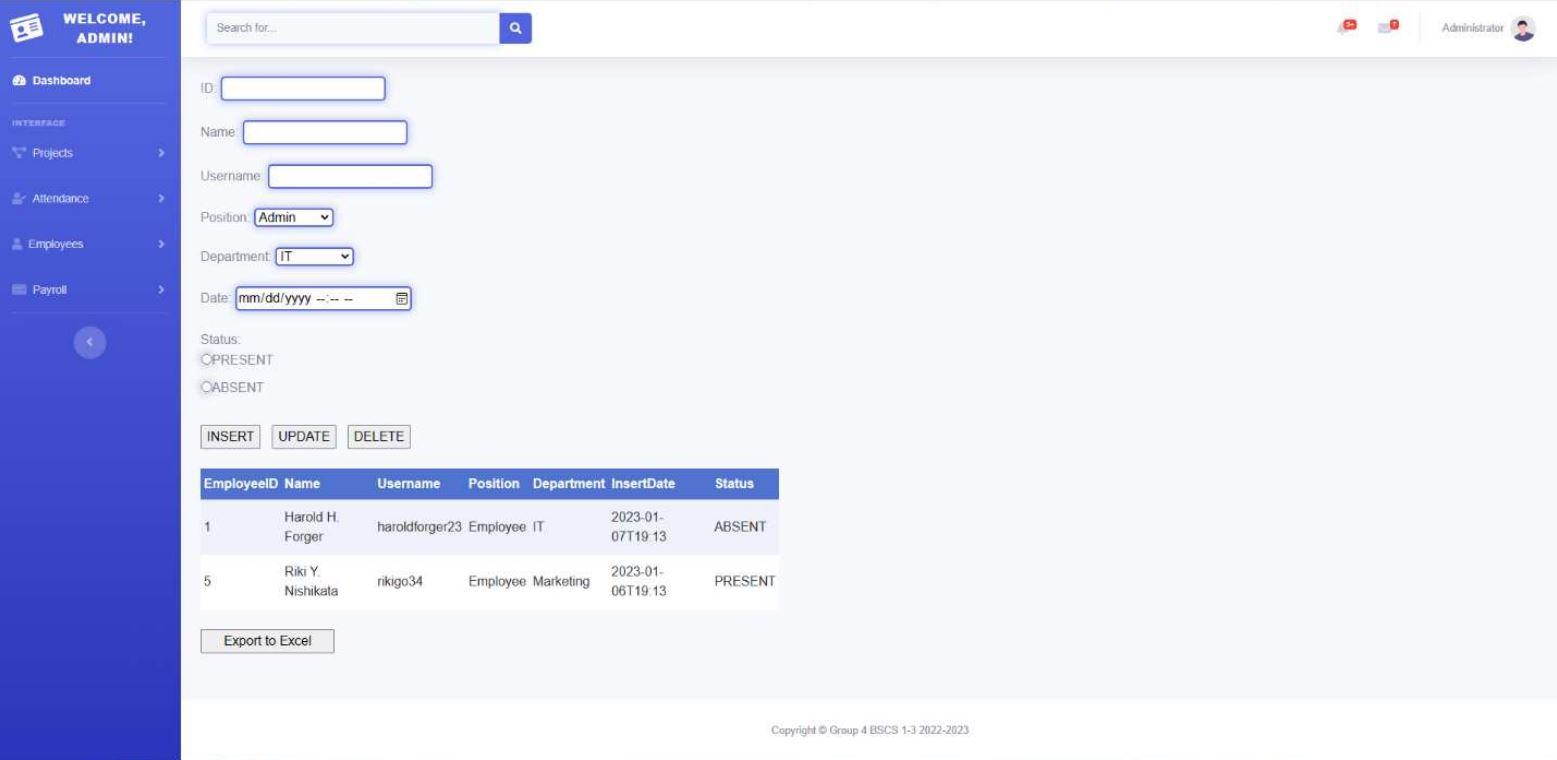 WELCOME,
ADMIN!
Search for...
3+
7
Administrator
Dashboard
INTERFACE
Projects
Attendance
Employees
Payroll
ID:
Name:
Username:
Position: Admin
Department: IT
Date: mm/dd/yyyy --:-- --
Status:
PRESENT
ABSENT
INSERT UPDATE DELETE
EmployeeID Name Username Position Department InsertDate Status
1 Harold H. Forger haroldforger23 Employee IT 2023-01-07T19:13 ABSENT
5 Riki Y. Nishikata rikigo34 Employee Marketing 2023-01-06T19:13 PRESENT
Export to Excel
Copyright © Group 4 BSCS 1-3 2022-2023